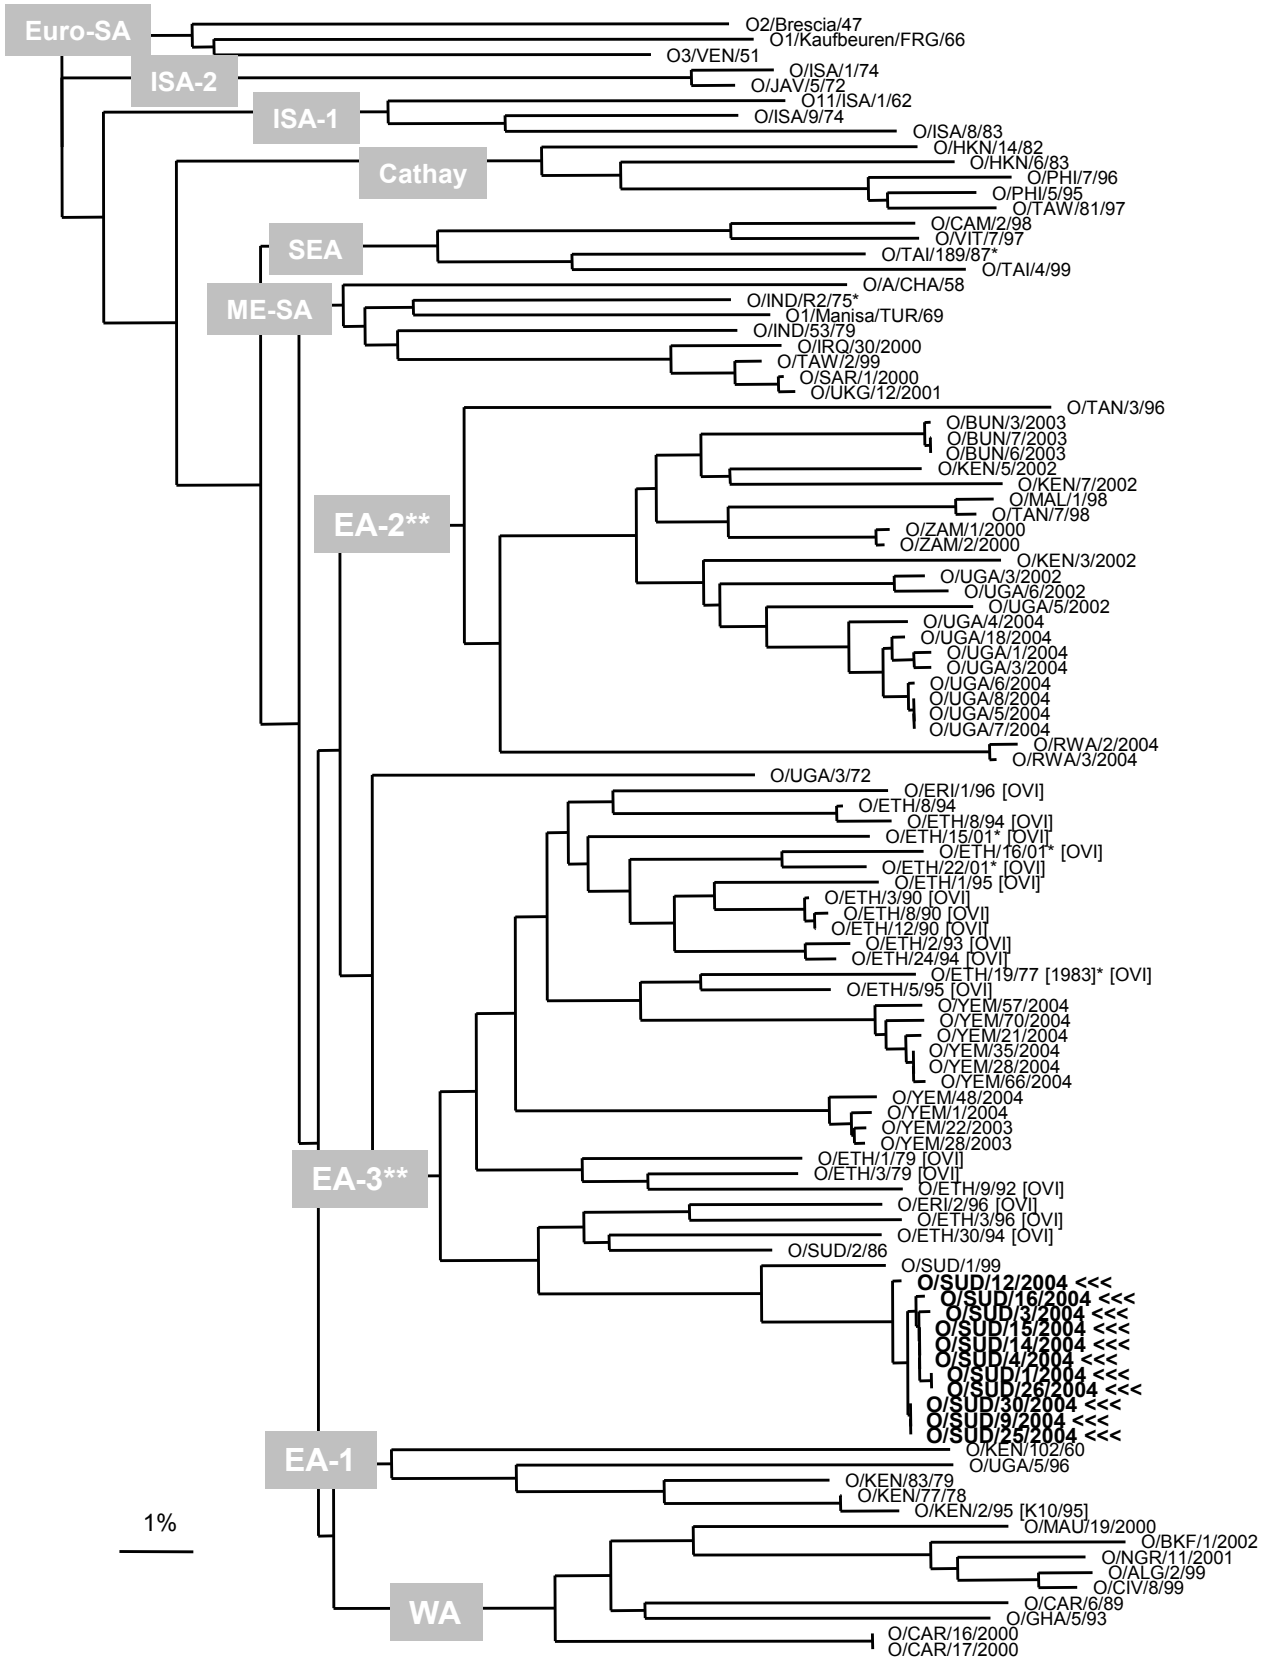 Euro-SA
O2/Brescia/47
O1/Kaufbeuren/FRG/66
O3/VEN/51
ISA-2
O/ISA/1/74
O/JAV/5/72
ISA-1
O11/ISA/1/62
O/ISA/9/74
O/ISA/8/83
Cathay
O/HKN/14/82
O/HKN/6/83
O/PHI/7/96
O/PHI/5/95
O/TAW/81/97
SEA
O/CAM/2/98
O/VIT/7/97
O/TAI/189/87*
O/TAI/4/99
ME-SA
O/A/CHA/58
O/IND/R2/75*
O1/Manisa/TUR/69
O/IND/53/79
O/IRQ/30/2000
O/TAW/2/99
O/SAR/1/2000
O/UKG/12/2001
EA-2**
O/TAN/3/96
O/BUN/3/2003
O/BUN/7/2003
O/BUN/6/2003
O/KEN/5/2002
O/KEN/7/2002
O/MAL/1/98
O/TAN/7/98
O/ZAM/1/2000
O/ZAM/2/2000
O/KEN/3/2002
O/UGA/3/2002
O/UGA/6/2002
O/UGA/5/2002
O/UGA/4/2004
O/UGA/18/2004
O/UGA/1/2004
O/UGA/3/2004
O/UGA/6/2004
O/UGA/8/2004
O/UGA/5/2004
O/UGA/7/2004
O/RWA/2/2004
O/RWA/3/2004
O/UGA/3/72
EA-3**
O/ERI/1/96 [OVI]
O/ETH/8/94
O/ETH/8/94 [OVI]
O/ETH/15/01* [OVI]
O/ETH/16/01* [OVI]
O/ETH/22/01* [OVI]
O/ETH/1/95 [OVI]
O/ETH/3/90 [OVI]
O/ETH/8/90 [OVI]
O/ETH/12/90 [OVI]
O/ETH/2/93 [OVI]
O/ETH/24/94 [OVI]
O/ETH/19/77 [1983]* [OVI]
O/ETH/5/95 [OVI]
O/YEM/57/2004
O/YEM/70/2004
O/YEM/21/2004
O/YEM/35/2004
O/YEM/28/2004
O/YEM/66/2004
O/YEM/48/2004
O/YEM/1/2004
O/YEM/22/2003
O/YEM/28/2003
O/ETH/1/79 [OVI]
O/ETH/3/79 [OVI]
O/ETH/9/92 [OVI]
O/ERI/2/96 [OVI]
O/ETH/3/96 [OVI]
O/ETH/30/94 [OVI]
O/SUD/2/86
O/SUD/1/99
O/SUD/12/2004 <<<
O/SUD/16/2004 <<<
O/SUD/3/2004 <<<
O/SUD/15/2004 <<<
O/SUD/14/2004 <<<
O/SUD/4/2004 <<<
O/SUD/1/2004 <<<
O/SUD/26/2004 <<<
O/SUD/30/2004 <<<
O/SUD/9/2004 <<<
O/SUD/25/2004 <<<
EA-1
O/KEN/102/60
O/UGA/5/96
O/KEN/83/79
O/KEN/77/78
O/KEN/2/95 [K10/95]
1%
WA
O/MAU/19/2000
O/BKF/1/2002
O/NGR/11/2001
O/ALG/2/99
O/CIV/8/99
O/CAR/6/89
O/GHA/5/93
O/CAR/16/2000
O/CAR/17/2000